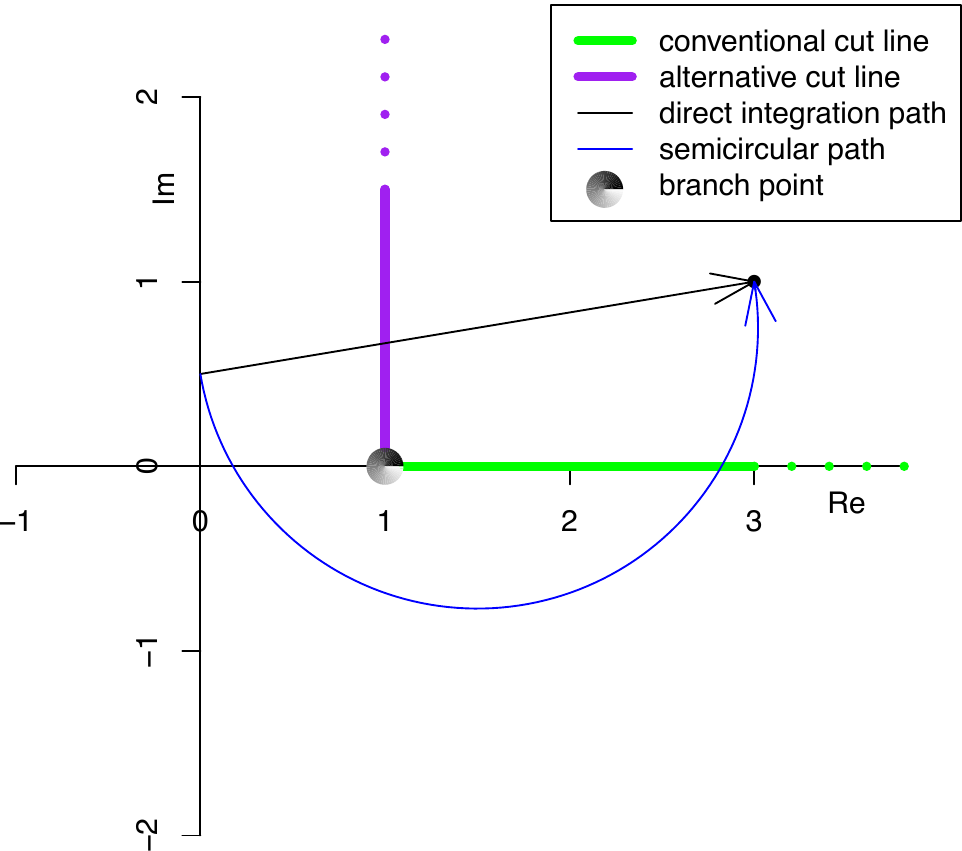 conventional cut line
alternative cut line
direct integration path
semicircular path
branch point
2
Im
1
0
−1
0
1
2
3
Re
−1
−2